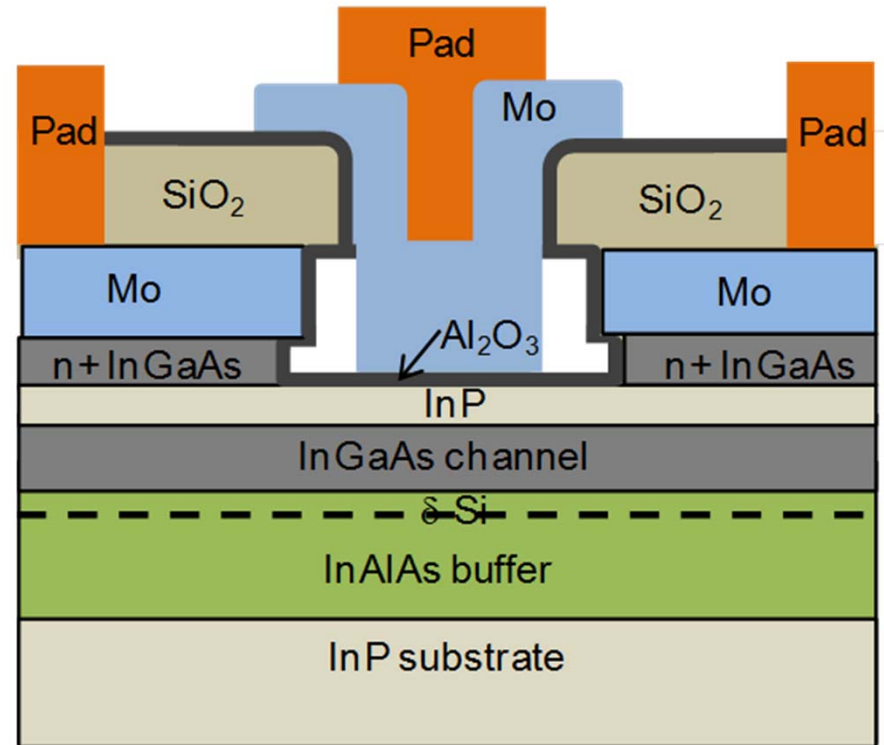 Pad
Mo
Pad
Pad
SiO₂
SiO₂
Mo
Mo
Al₂O₃
n+InGaAs
n+InGaAs
InP
InGaAs channel
δ-Si
InAlAs buffer
InP substrate